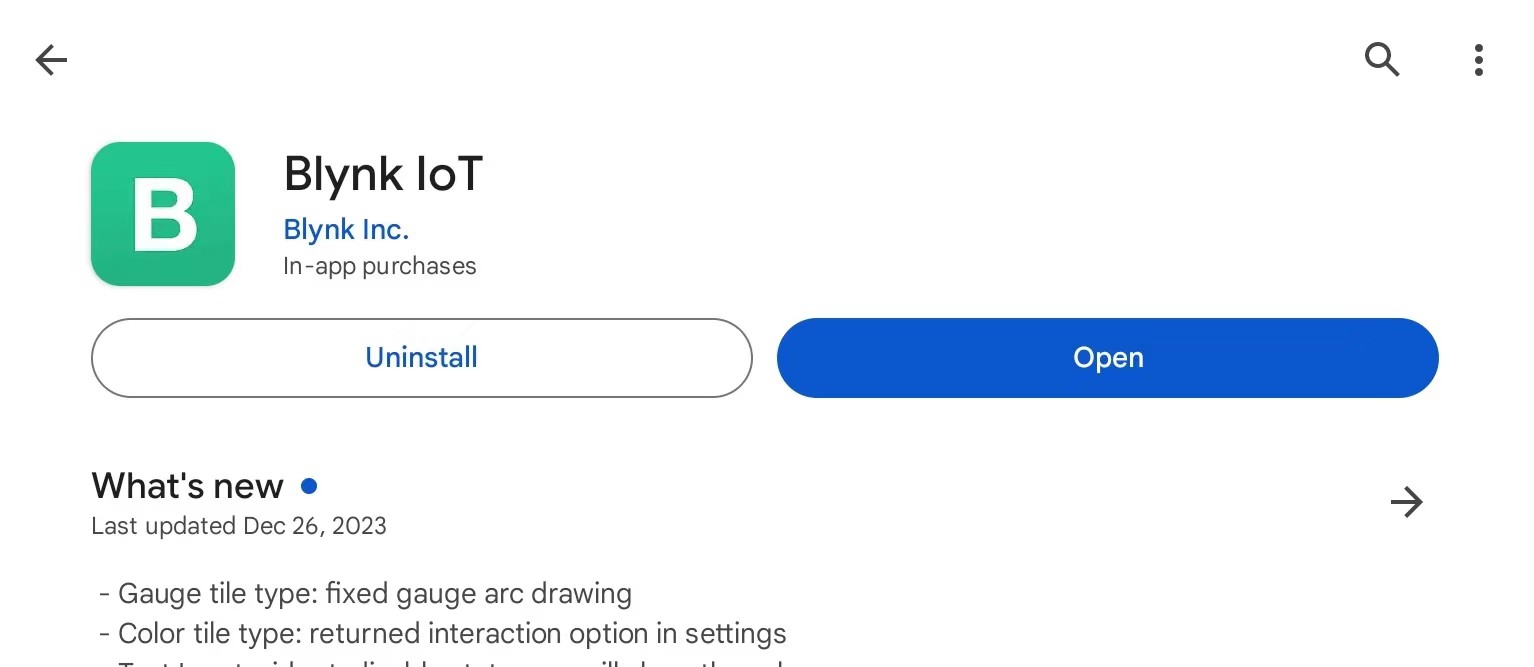 B
Blynk IoT
Blynk Inc.
In-app purchases
Uninstall
Open
What's new
Last updated Dec 26, 2023
- Gauge tile type: fixed gauge arc drawing
- Color tile type: returned interaction option in settings